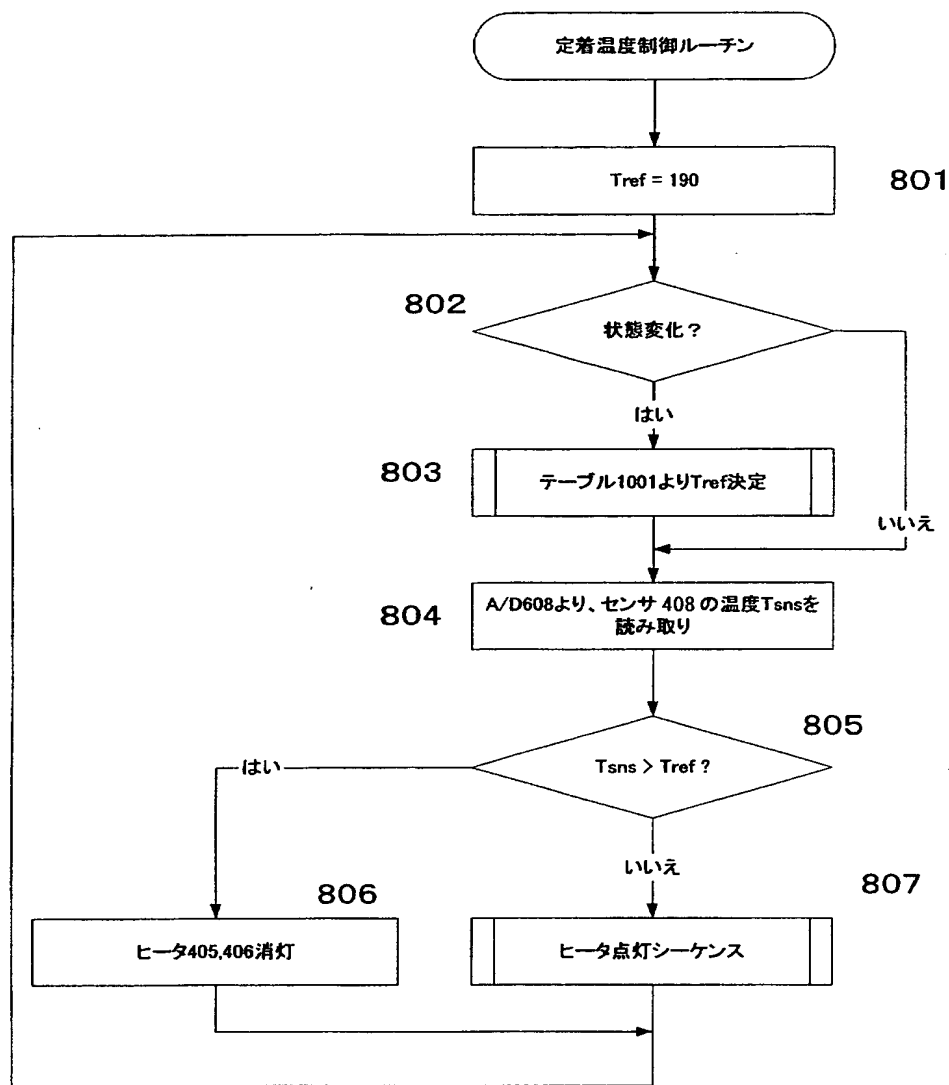 定着温度制御ルーチン
Tref = 190
801
802
状態変化？
はい
803
テーブル1001よりTref決定
いいえ
804
A/D608より、センサ 408 の温度Tsnsを
読み取り
805
Tsns > Tref ?
はい
いいえ
806
807
ヒータ405,406消灯
ヒータ点灯シーケンス